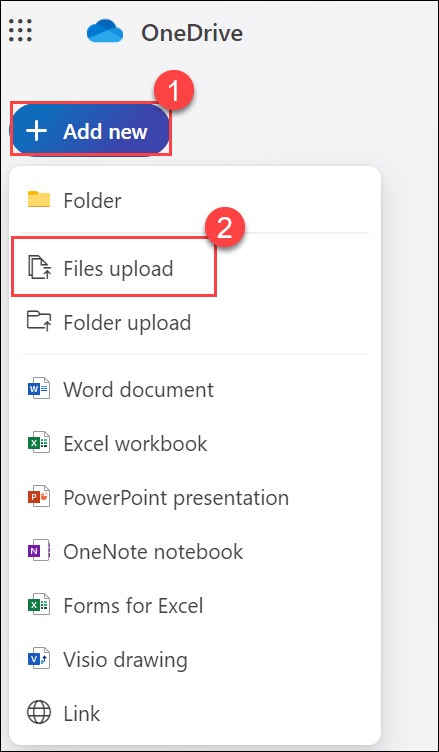 OneDrive
1
+ Add new
Folder
2
Files upload
Folder upload
Word document
Excel workbook
PowerPoint presentation
OneNote notebook
Forms for Excel
Visio drawing
Link